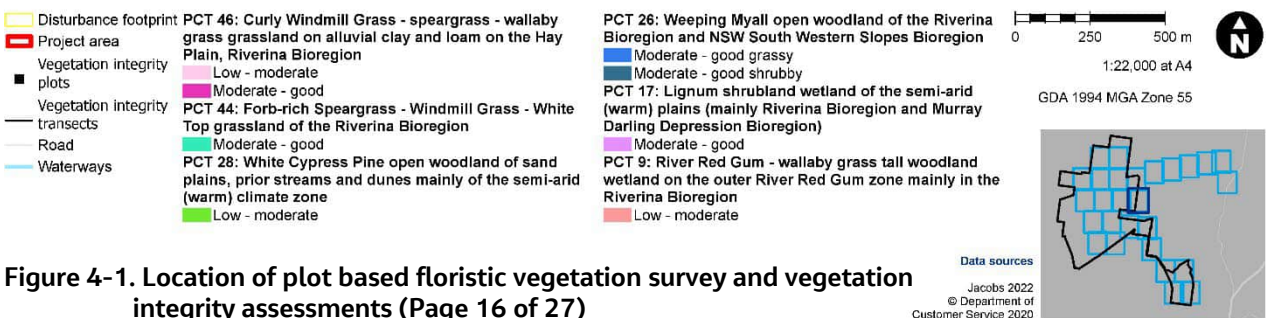 Disturbance footprint
Project area
Vegetation integrity
plots
Vegetation integrity
transects
Road
Waterways
PCT 46: Curly Windmill Grass - speargrass - wallaby
grass grassland on alluvial clay and loam on the Hay
Plain, Riverina Bioregion
Low - moderate
Moderate - good
PCT 44: Forb-rich Speargrass - Windmill Grass - White
Top grassland of the Riverina Bioregion
Moderate - good
PCT 28: White Cypress Pine open woodland of sand
plains, prior streams and dunes mainly of the semi-arid
(warm) climate zone
Low - moderate
PCT 26: Weeping Myall open woodland of the Riverina
Bioregion and NSW South Western Slopes Bioregion
Moderate - good grassy
Moderate - good shrubby
PCT 17: Lignum shrubland wetland of the semi-arid
(warm) plains (mainly Riverina Bioregion and Murray
Darling Depression Bioregion)
Moderate - good
PCT 9: River Red Gum - wallaby grass tall woodland
wetland on the outer River Red Gum zone mainly in the
Riverina Bioregion
Low - moderate
0 250 500 m
N
1:22,000 at A4
GDA 1994 MGA Zone 55
Data sources
Jacobs 2022
© Department of
Customer Service 2020
Figure 4-1. Location of plot based floristic vegetation survey and vegetation
integrity assessments (Page 16 of 27)